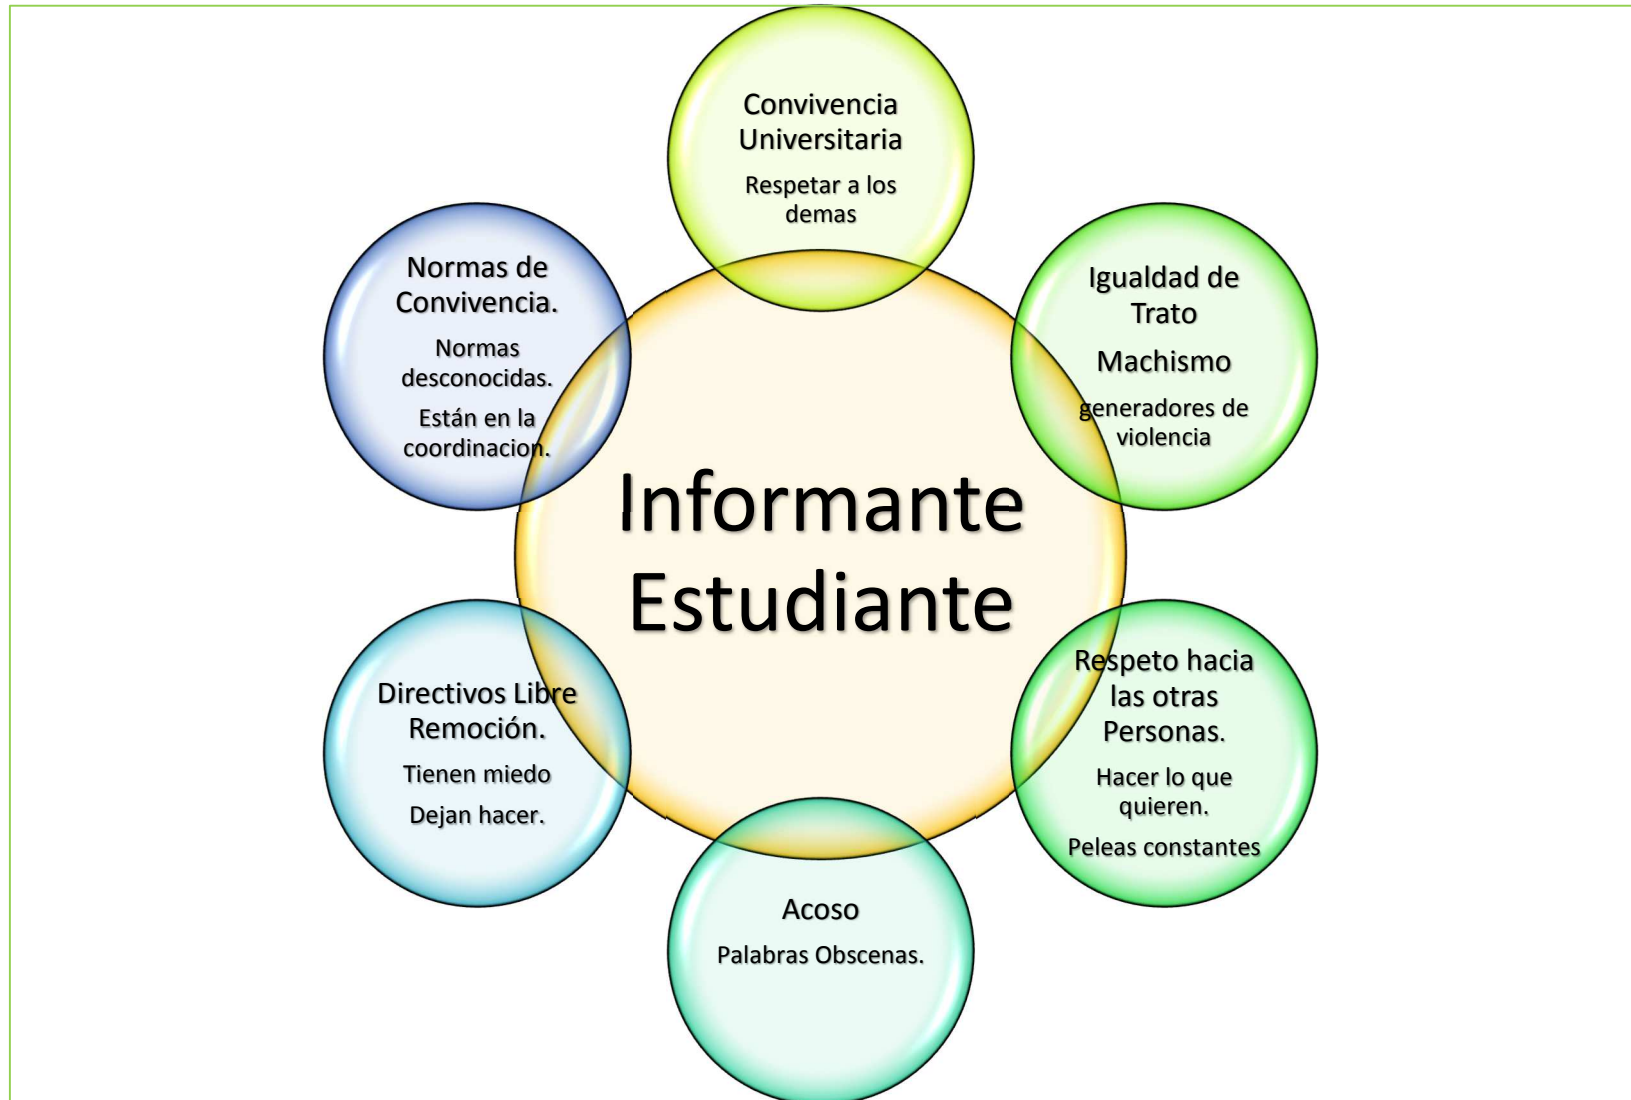 Convivencia
Universitaria
Respetar a los
demas
Igualdad de
Trato
Machismo
generadores de
violencia
Respeto hacia
las otras
Personas.
Hacer lo que
quieren.
Peleas constantes
Acoso
Palabras Obscenas.
Directivos Libre
Remoción.
Tienen miedo
Dejan hacer.
Normas de
Convivencia.
Normas
desconocidas.
Están en la
coordinacion.
Informante
Estudiante